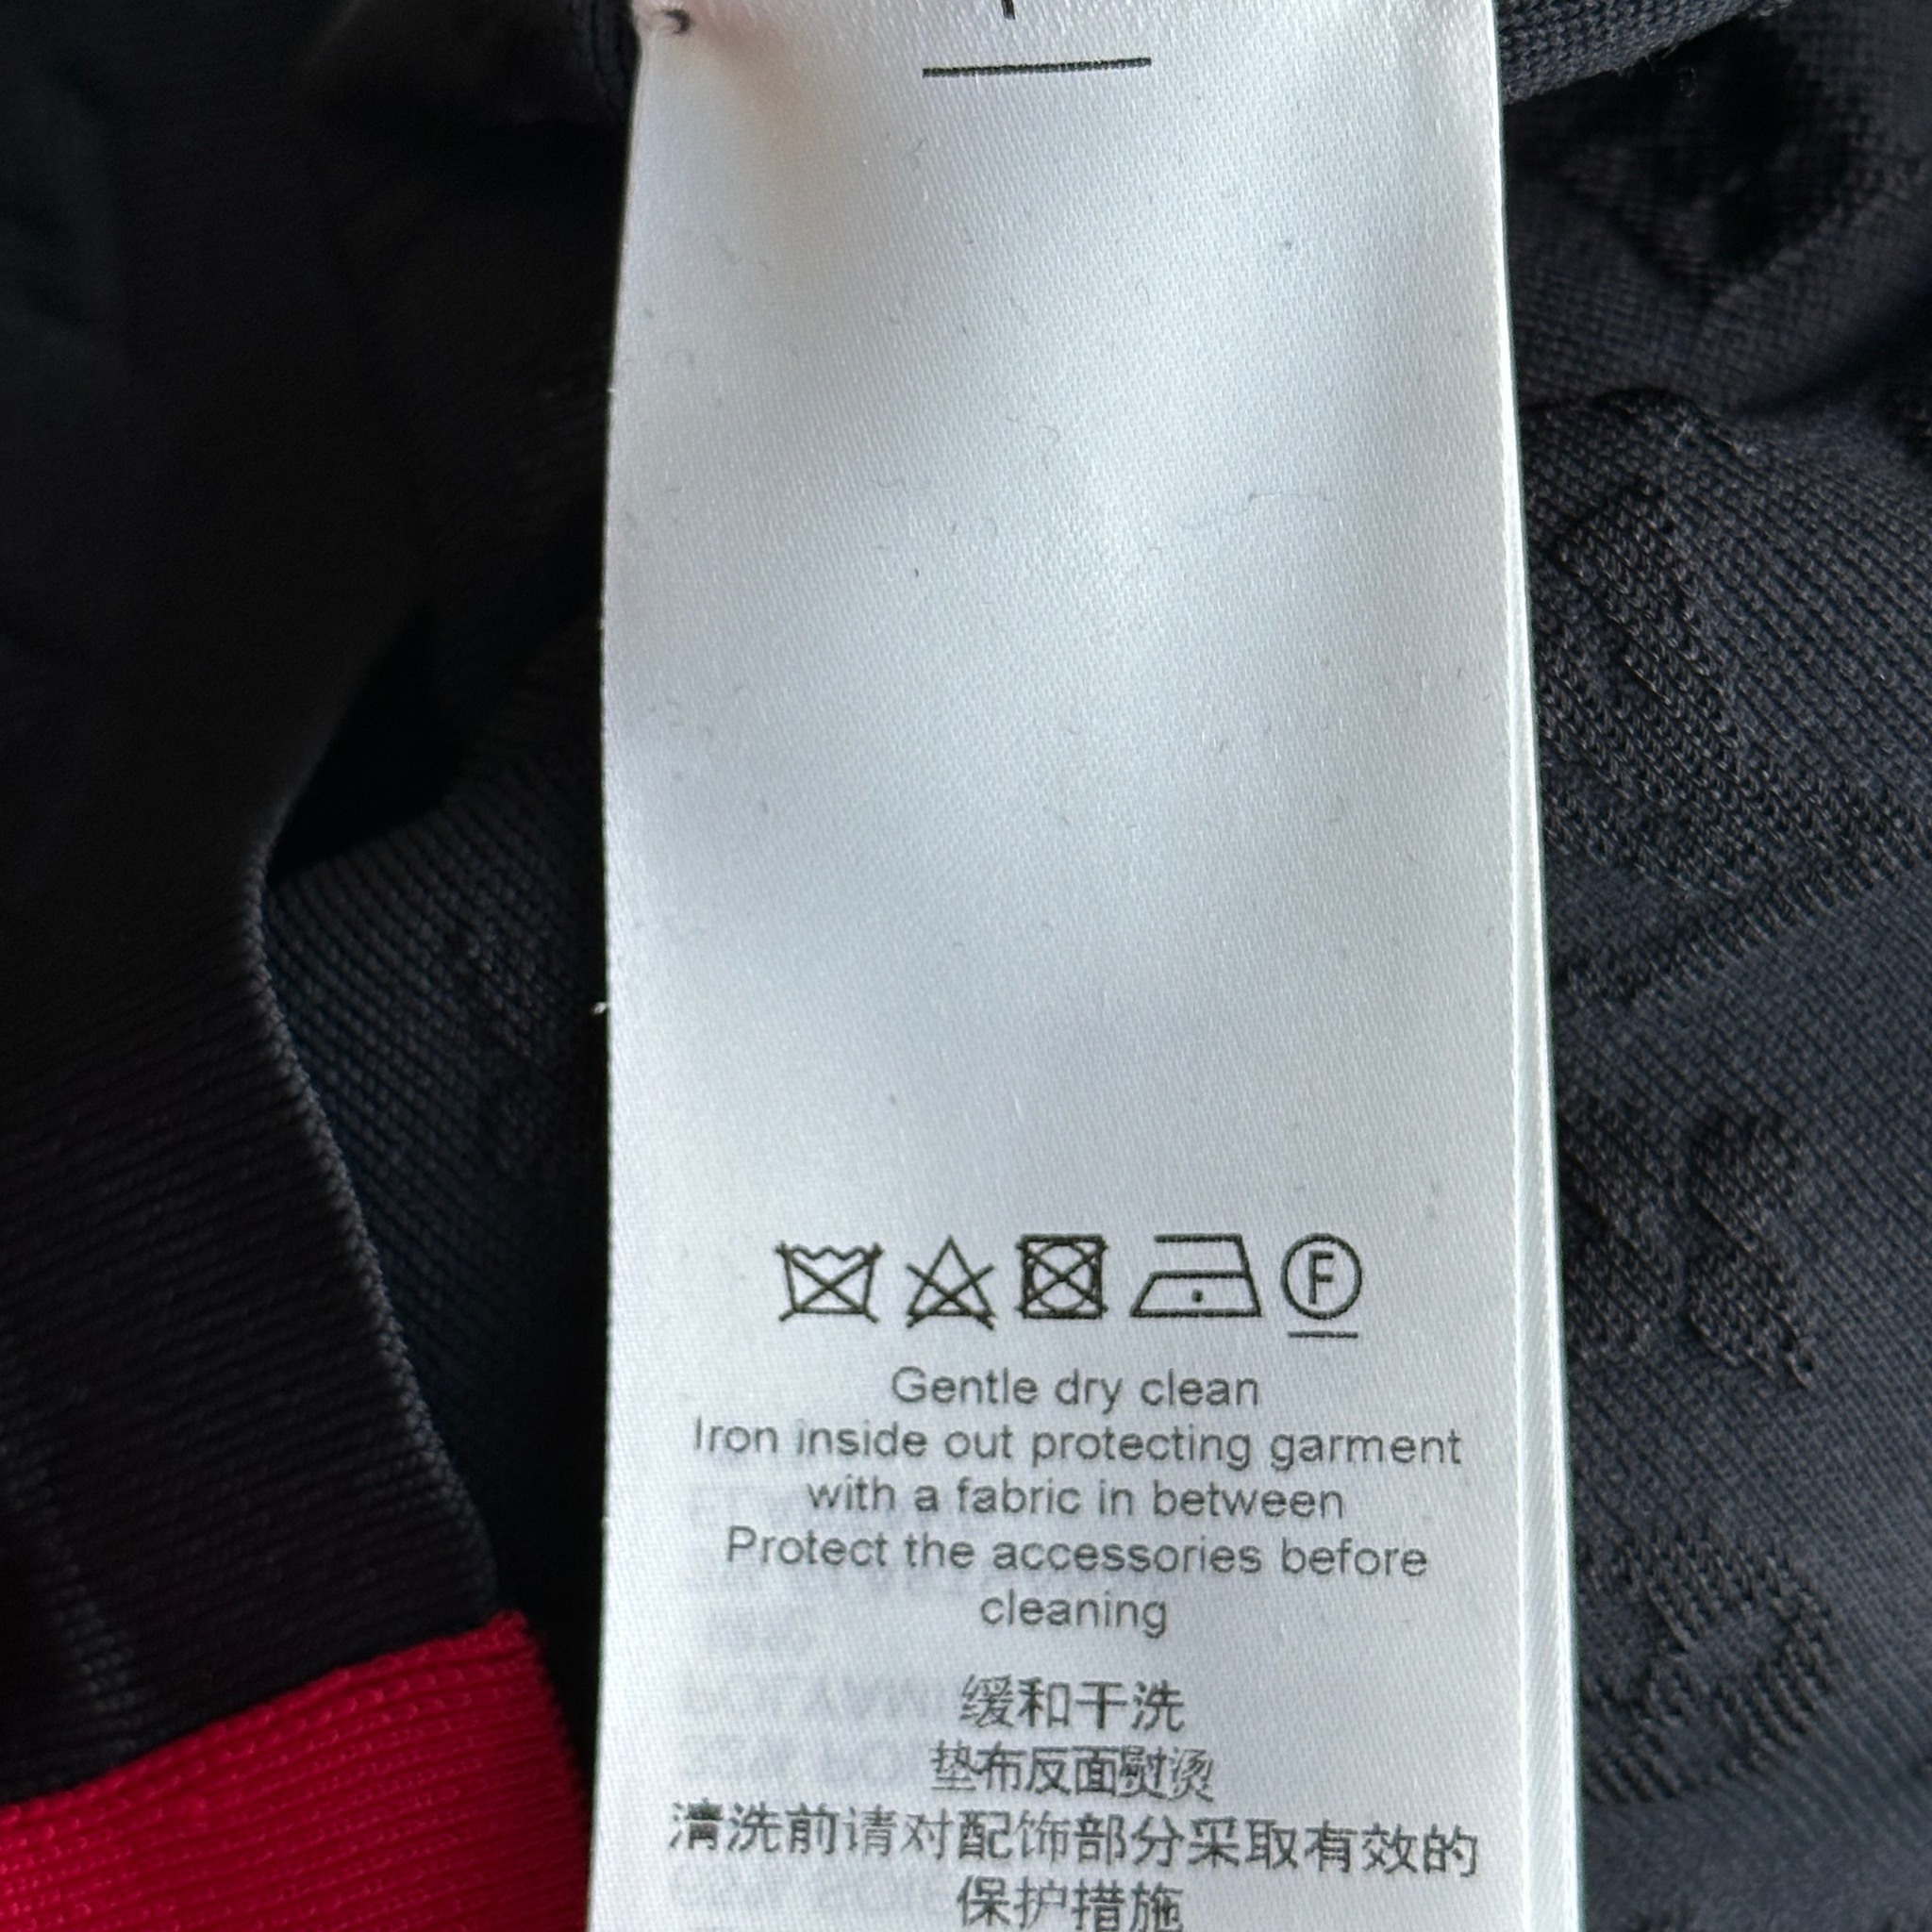 F
Gentle dry clean
Iron inside out protecting garment
with a fabric in between
Protect the accessories before
cleaning
缓和干洗
垫布反面熨烫
清洗前请对配饰部分采取有效的
保护措施